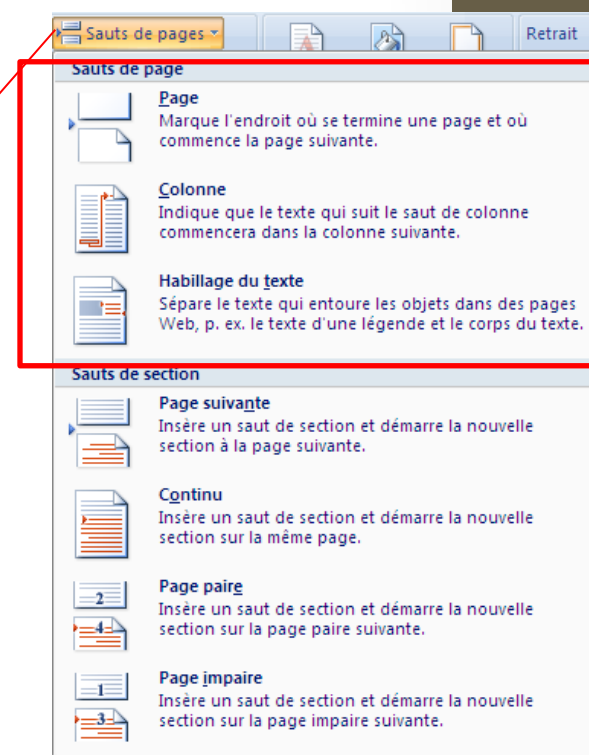 Sauts de pages
Retrait
Sauts de page
Page
Marque l'endroit où se termine une page et où
commence la page suivante.
Colonne
Indique que le texte qui suit le saut de colonne
commencera dans la colonne suivante.
Habillage du texte
Sépare le texte qui entoure les objets dans des pages
Web, p. ex. le texte d'une légende et le corps du texte.
Sauts de section
Page suivante
Insère un saut de section et démarre la nouvelle
section à la page suivante.
Continu
Insère un saut de section et démarre la nouvelle
section sur la même page.
2
Page paire
4
Insère un saut de section et démarre la nouvelle
section sur la page paire suivante.
1
Page impaire
3
Insère un saut de section et démarre la nouvelle
section sur la page impaire suivante.